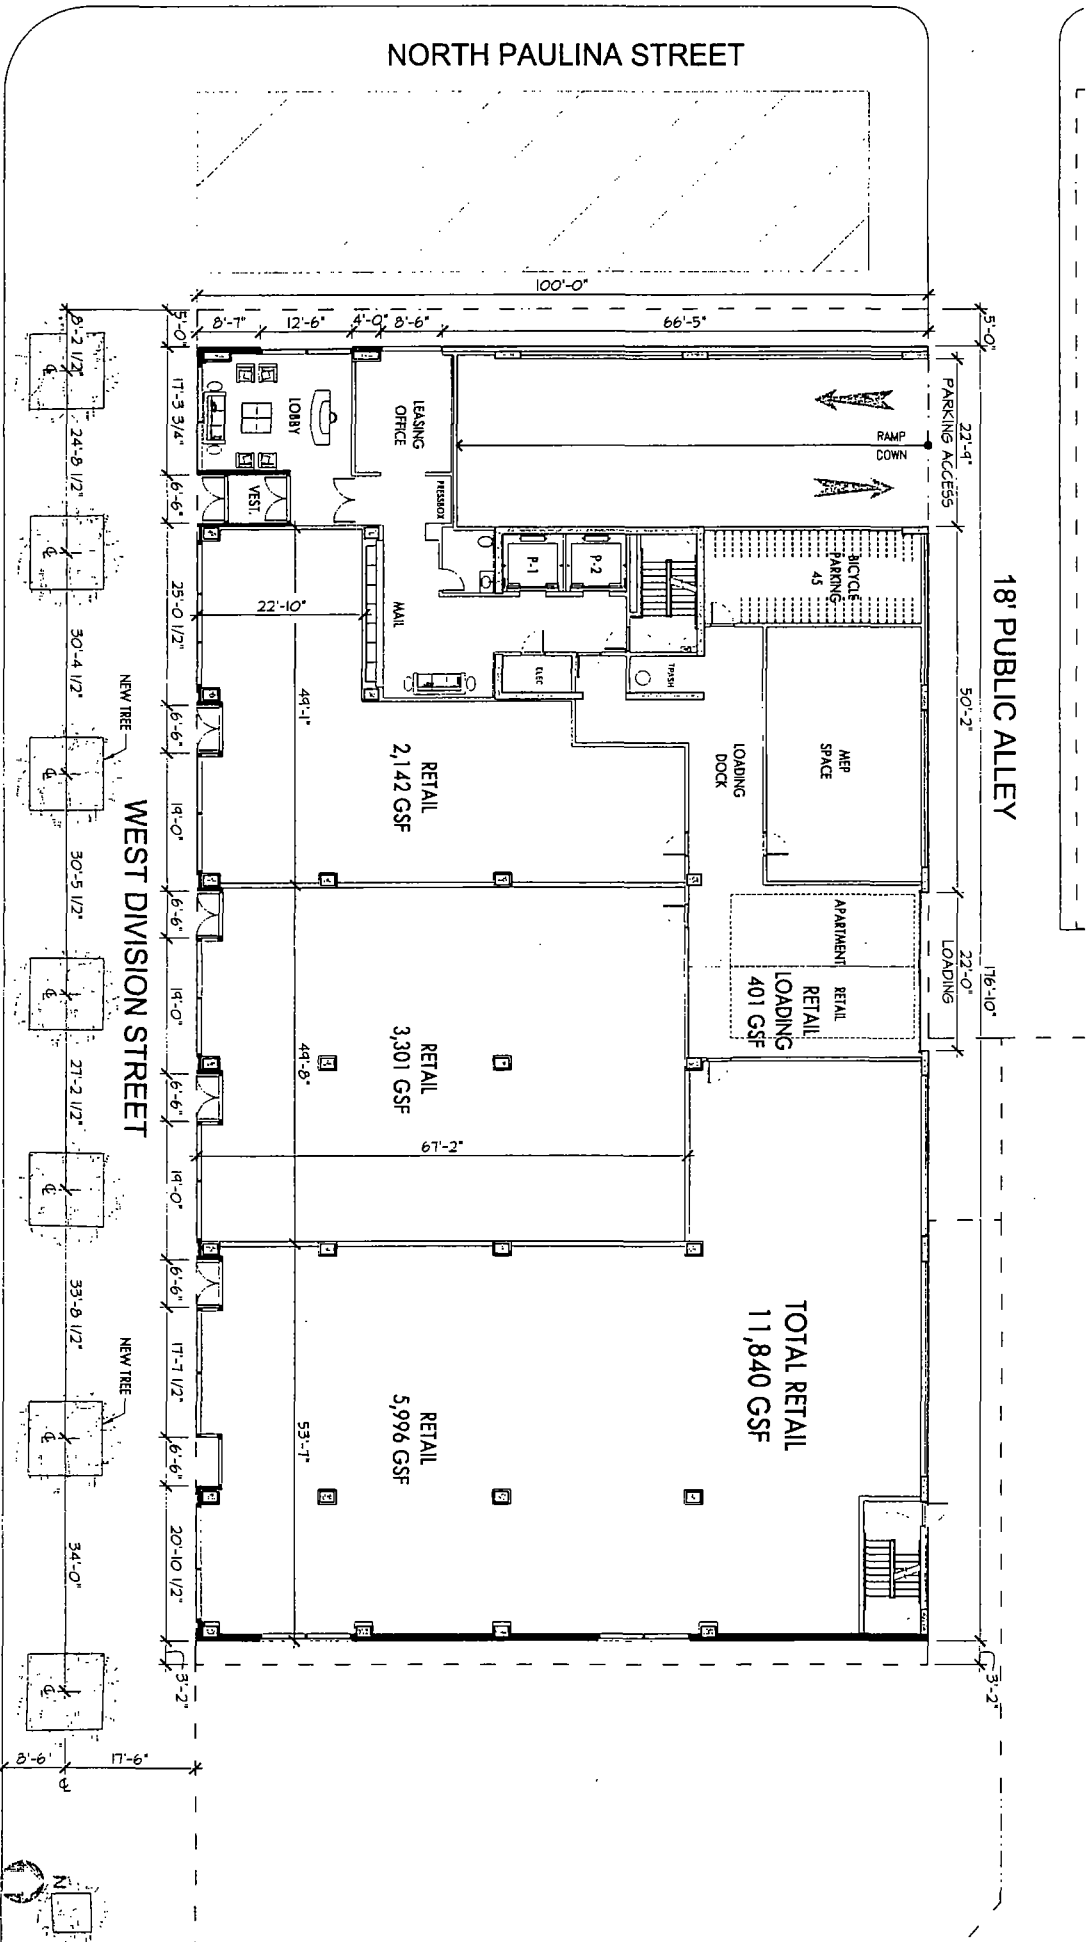 NORTH PAULINA STREET
100'-0"
5'-0"
8'-7"
12'-6"
4'-0"
8'-6"
66'-5"
5'-0"
8'-2 1/2"
17'-3 3/4"
LOBBY
LEASING
OFFICE
RAMP
DOWN
PARKING ACCESS
22'-9"
24'-8 1/2"
6'-6"
VEST.
PRESSBOX
P-1
P-2
BICYCLE
PARKING
45
18' PUBLIC ALLEY
25'-0 1/2"
22'-10"
MAIL
ELEC
TRASH
30'-4 1/2"
NEW TREE
6'-6"
49'-1"
RETAIL
2,142 GSF
LOADING
DOCK
MEP
SPACE
50'-2"
WEST DIVISION STREET
19'-0"
30'-5 1/2"
6'-6"
APARTMENT
RETAIL
RETAIL
LOADING
401 GSF
LOADING
22'-0"
176'-10"
19'-0"
49'-8"
RETAIL
3,301 GSF
27'-2 1/2"
6'-6"
67'-2"
19'-0"
33'-8 1/2"
6'-6"
TOTAL RETAIL
11,840 GSF
NEW TREE
17'-7 1/2"
53'-7"
RETAIL
5,996 GSF
6'-6"
34'-0"
20'-10 1/2"
3'-2"
3'-2"
8'-6"
17'-6"
N